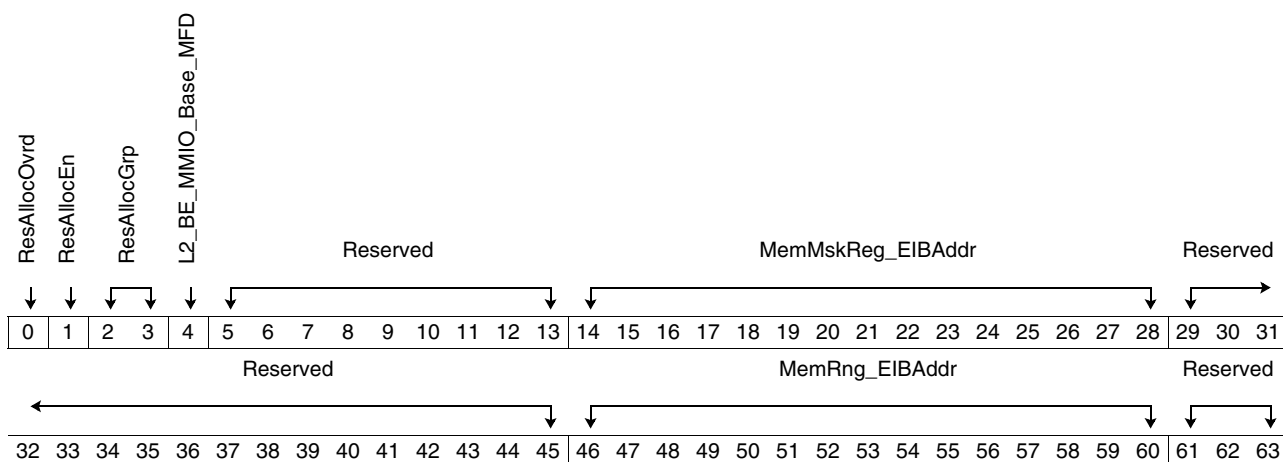 ResAllocOvrd
ResAllocEn
ResAllocGrp
L2_BE_MMIO_Base_MFD
Reserved
MemMskReg_EIBAddr
Reserved
0 1 2 3 4 5 6 7 8 9 10 11 12 13 14 15 16 17 18 19 20 21 22 23 24 25 26 27 28 29 30 31
Reserved
MemRng_EIBAddr
Reserved
32 33 34 35 36 37 38 39 40 41 42 43 44 45 46 47 48 49 50 51 52 53 54 55 56 57 58 59 60 61 62 63